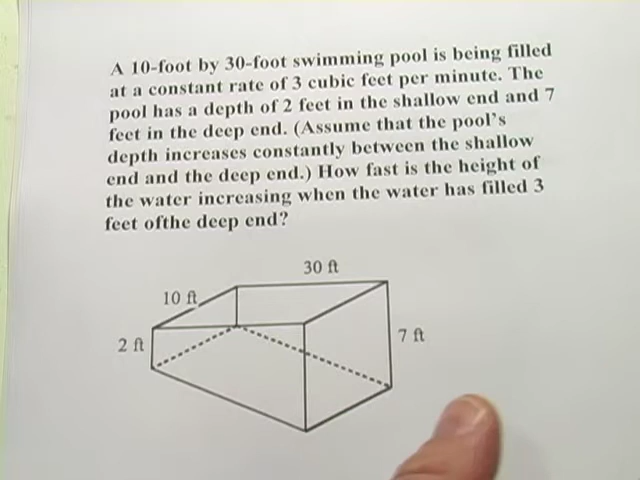 A 10-foot by 30-foot swimming pool is being filled
at a constant rate of 3 cubic feet per minute. The
pool has a depth of 2 feet in the shallow end and 7
feet in the deep end. (Assume that the pool's
depth increases constantly between the shallow
end and the deep end.) How fast is the height of
the water increasing when the water has filled 3
feet ofthe deep end?
30 ft
10 ft
2 ft
7 ft